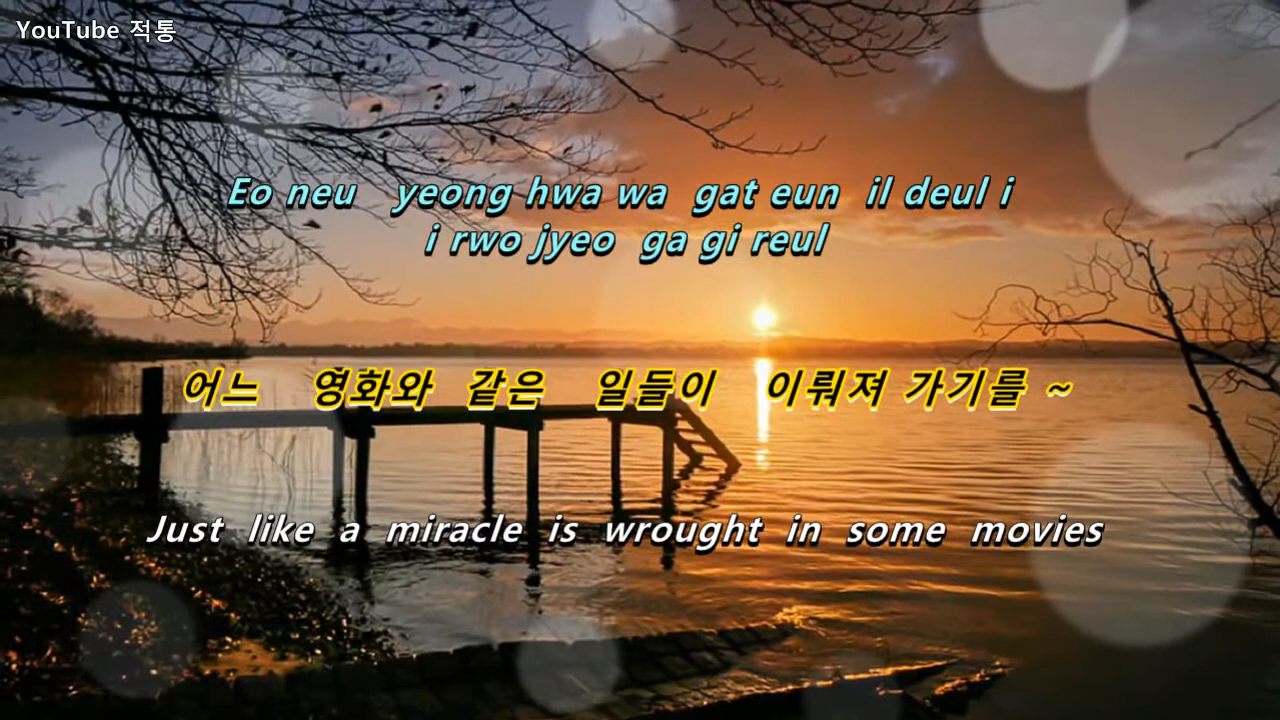 YouTube 적통
Eo neu yeong hwa wa gat eun il deul i
i rwo jyeo ga gi reul
어느 영화와 같은 일들이 이뤄져 가기를 ~
Just like a miracle is wrought in some movies